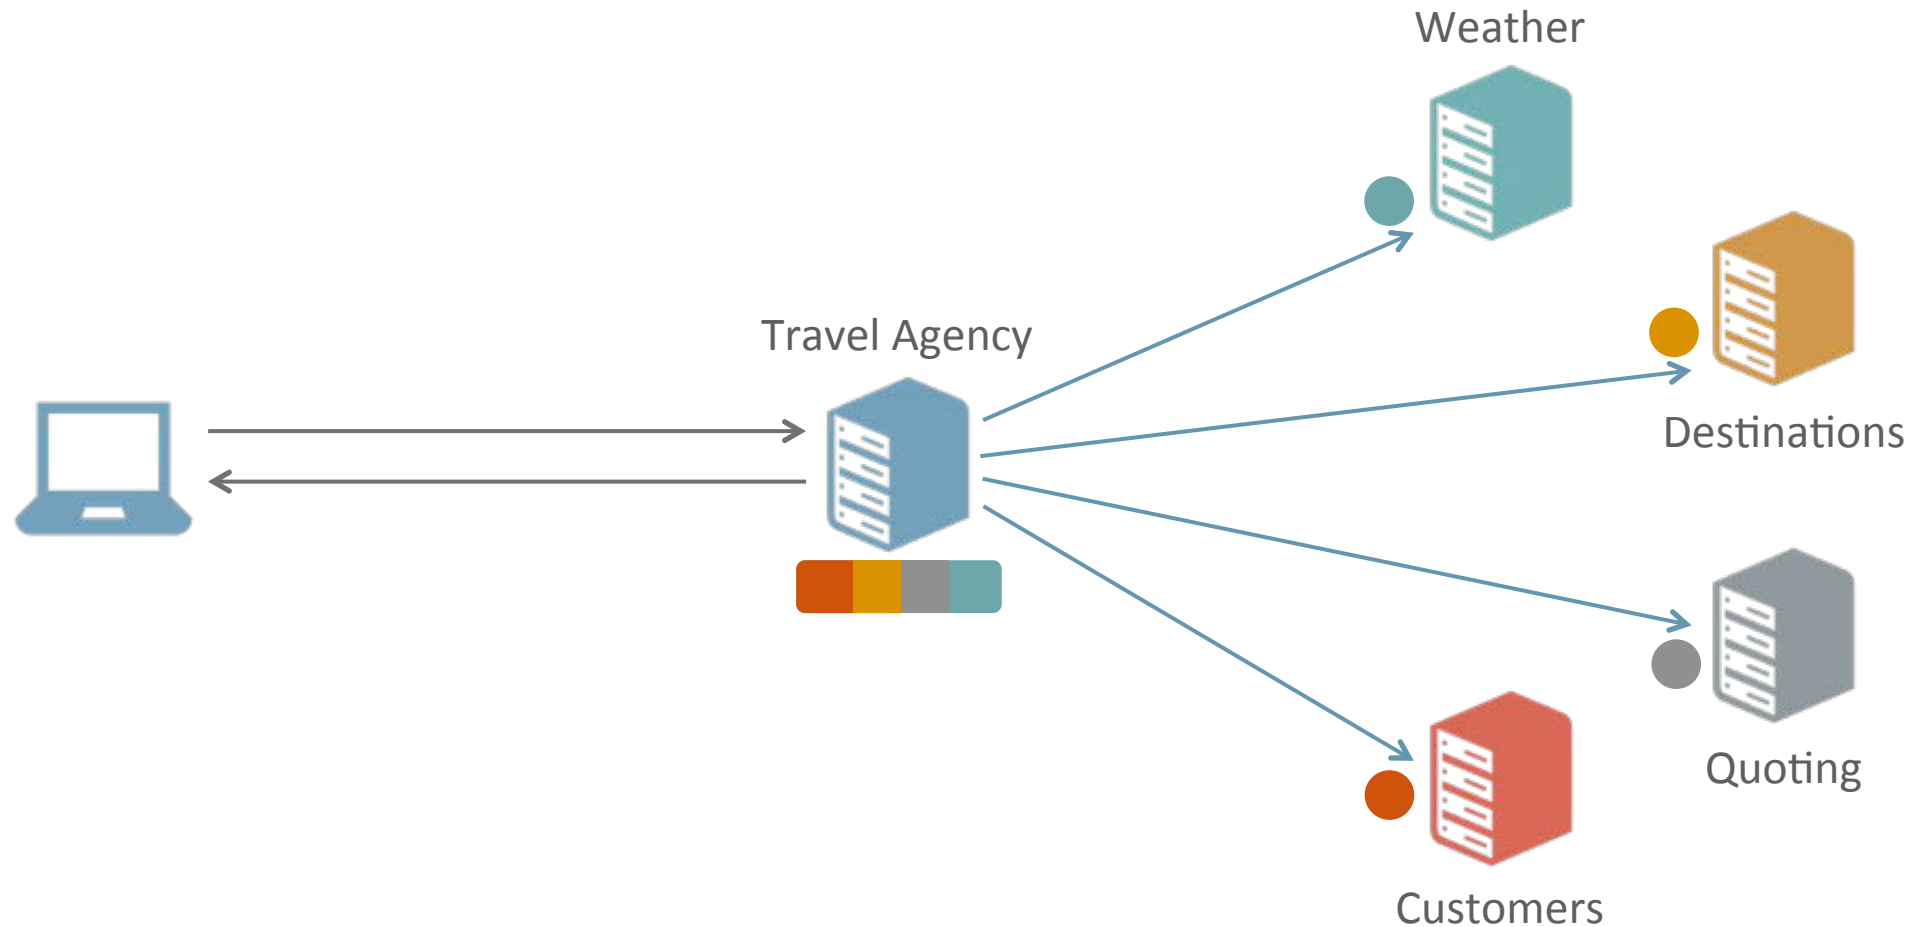 Weather
Travel Agency
Destinations
Quoting
Customers